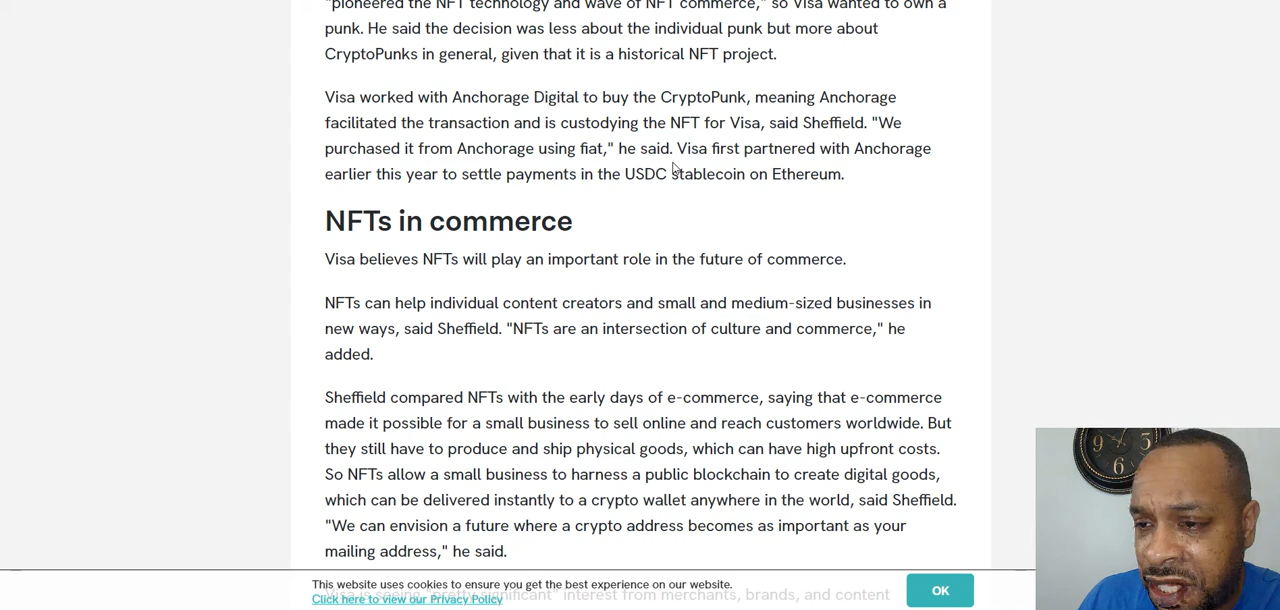 "pioneered the NFT technology and wave of NFT commerce," so Visa wanted to own a
punk. He said the decision was less about the individual punk but more about
CryptoPunks in general, given that it is a historical NFT project.
Visa worked with Anchorage Digital to buy the CryptoPunk, meaning Anchorage
facilitated the transaction and is custodying the NFT for Visa, said Sheffield. "We
purchased it from Anchorage using fiat," he said. Visa first partnered with Anchorage
earlier this year to settle payments in the USDC stablecoin on Ethereum.
NFTs in commerce
Visa believes NFTs will play an important role in the future of commerce.
NFTs can help individual content creators and small and medium-sized businesses in
new ways, said Sheffield. "NFTs are an intersection of culture and commerce," he
added.
Sheffield compared NFTs with the early days of e-commerce, saying that e-commerce
made it possible for a small business to sell online and reach customers worldwide. But
they still have to produce and ship physical goods, which can have high upfront costs.
So NFTs allow a small business to harness a public blockchain to create digital goods,
which can be delivered instantly to a crypto wallet anywhere in the world, said Sheffield.
"We can envision a future where a crypto address becomes as important as your
mailing address," he said.
This website uses cookies to ensure you get the best experience on our website.
Click here to view our Privacy Policy
OK
Visa is seeing "pretty significant" interest from merchants, brands, and content
9
3
6